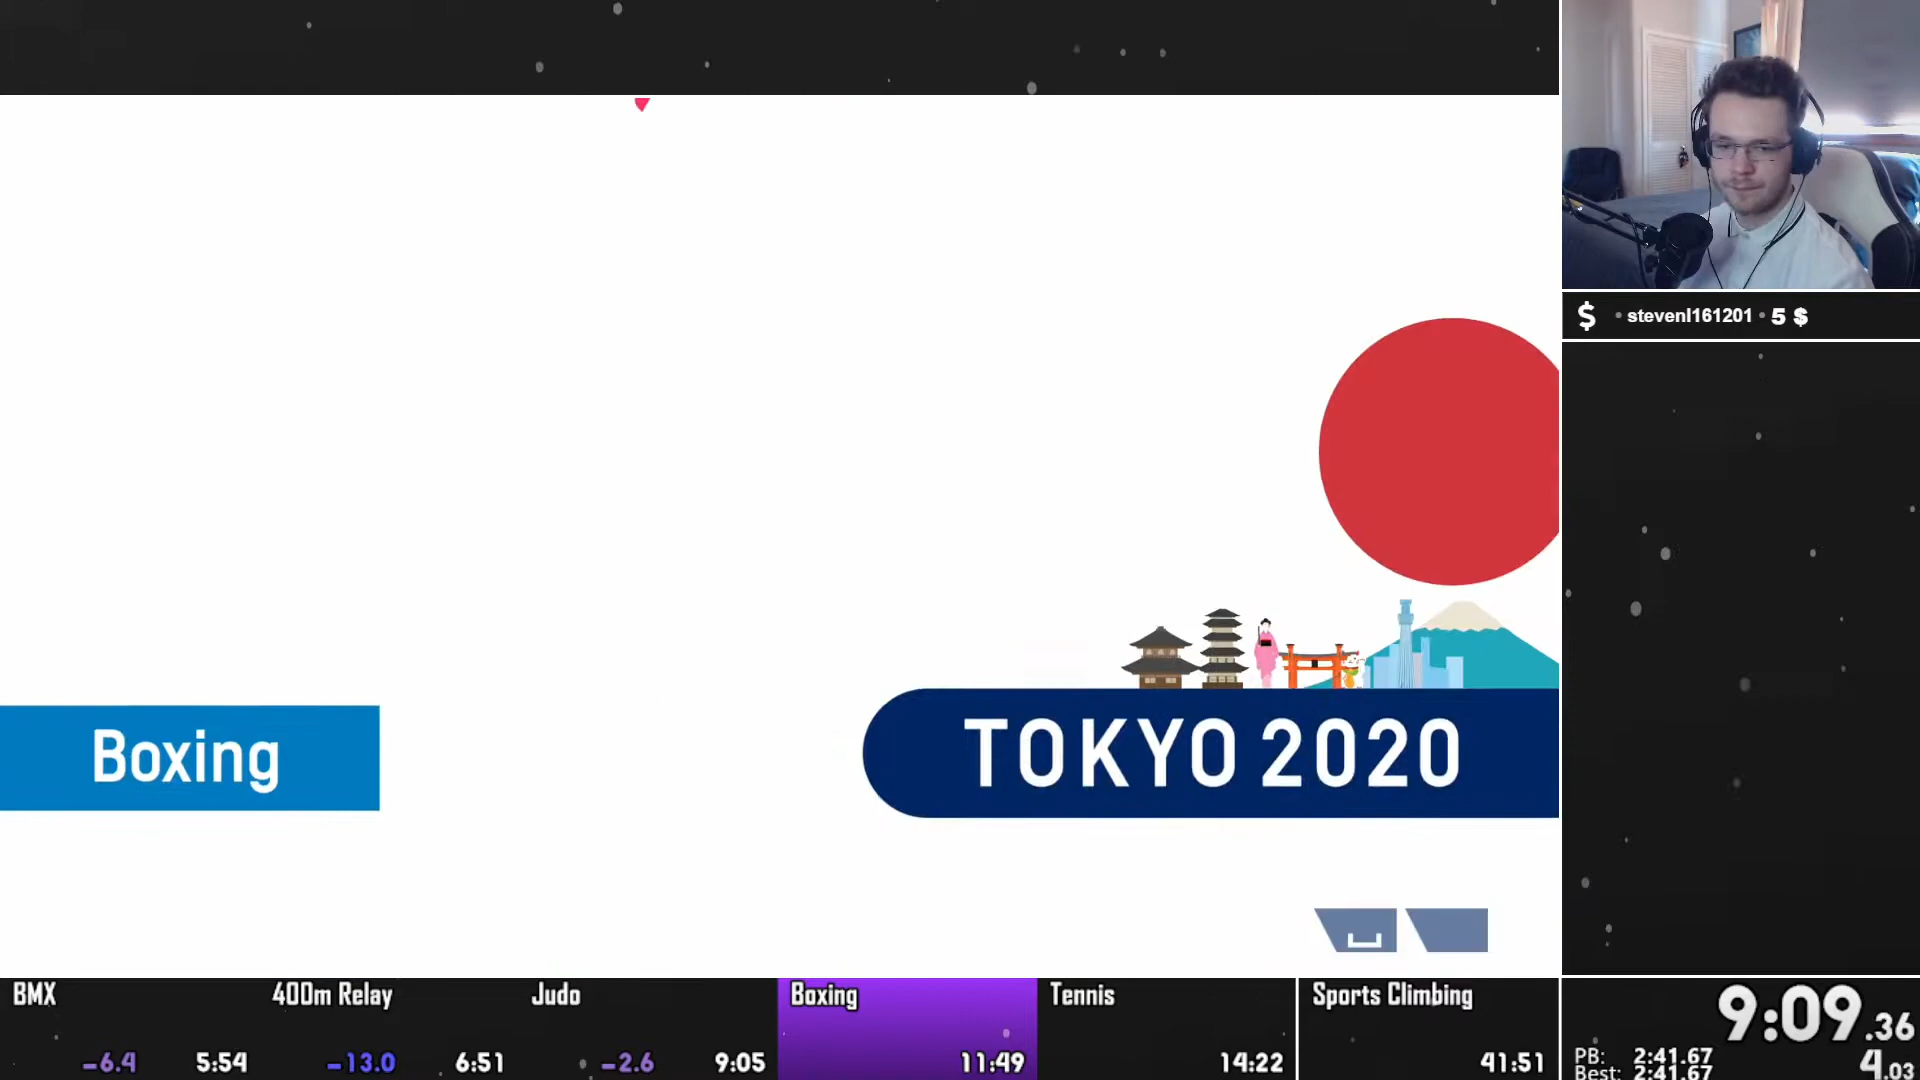 $ • stevenl161201 • 5 $
Boxing
TOKYO 2020
BMX
-6.4 5:54
400m Relay
-13.0 6:51
Judo
-2.6 9:05
Boxing
11:49
Tennis
14:22
Sports Climbing
41:51
9:09.36
PB: 2:41.67
Best: 2:41.67
4.03